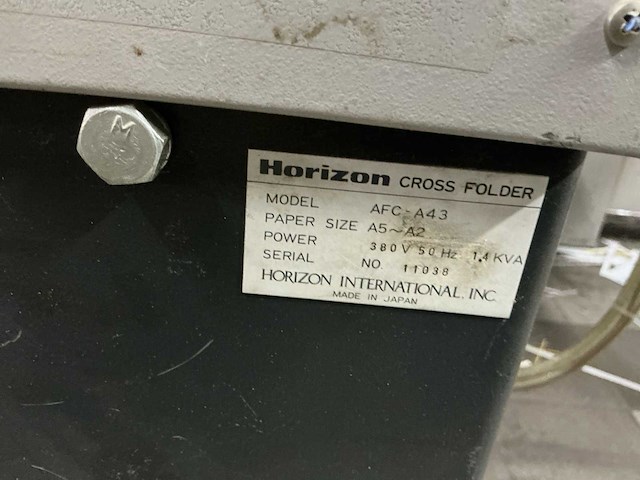 M
Horizon CROSS FOLDER
MODEL AFC-A43
PAPER SIZE A5~A2
POWER 380V 50Hz 1.4KVA
SERIAL NO. 11038
HORIZON INTERNATIONAL, INC.
MADE IN JAPAN